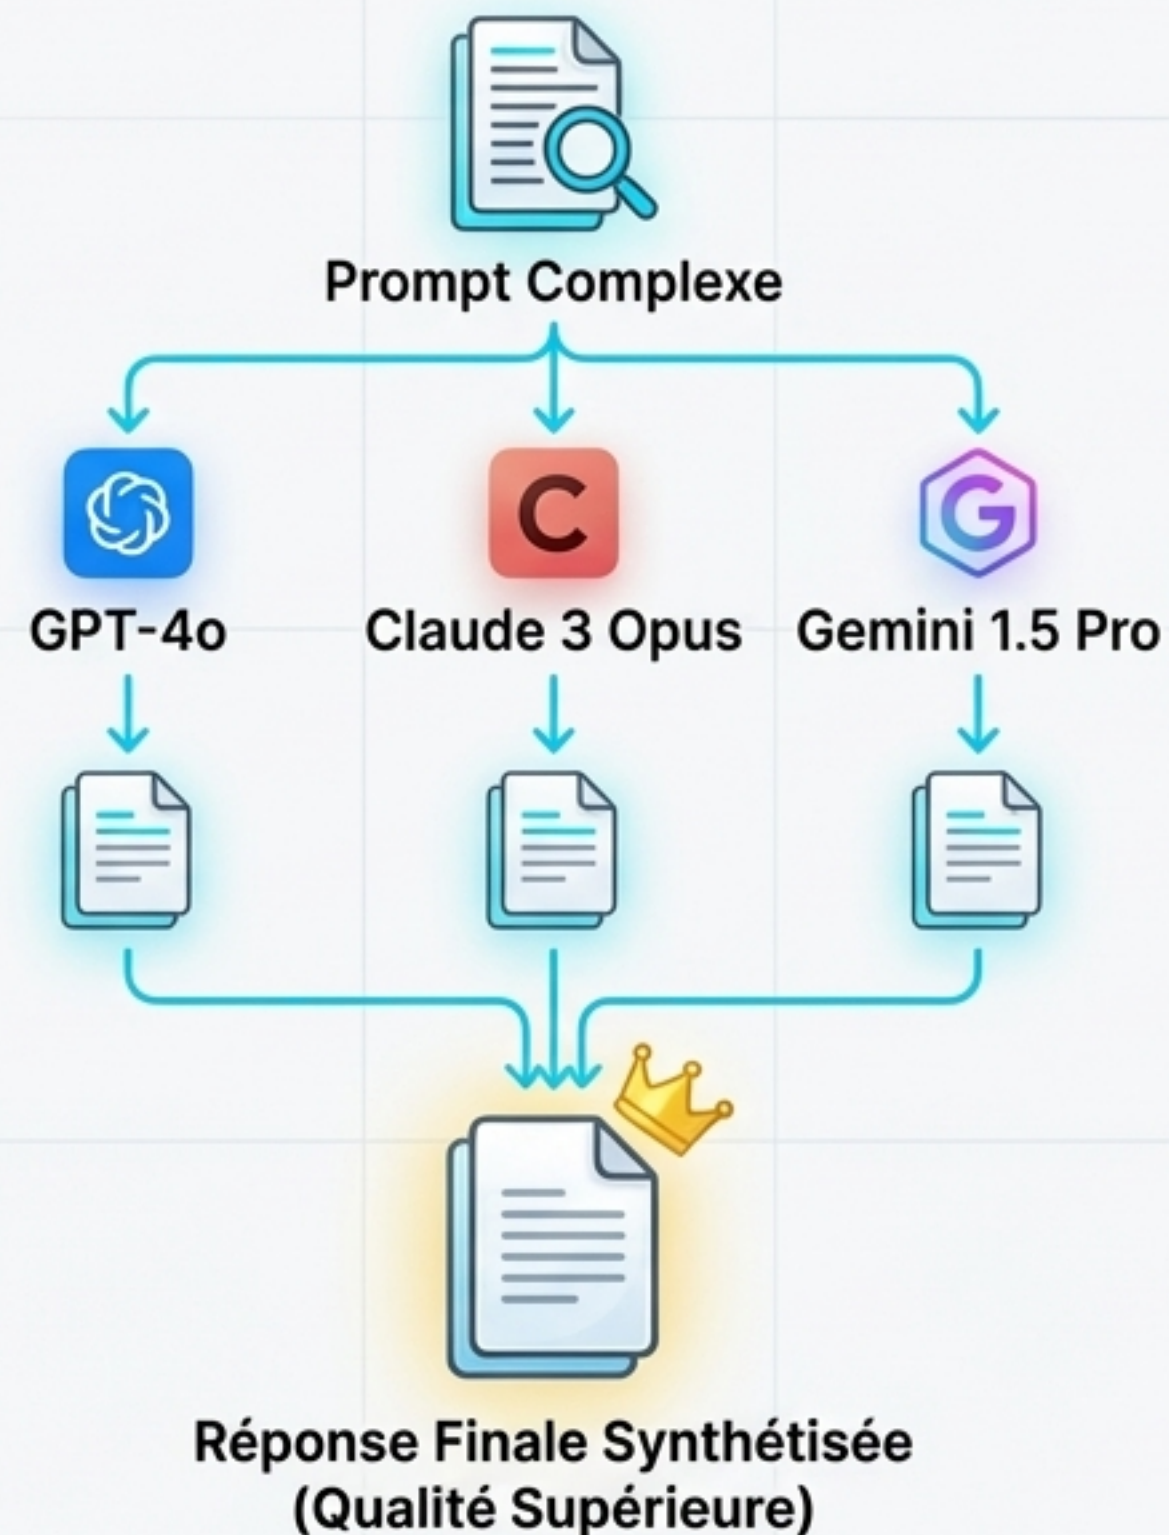 Prompt Complexe
C
G
GPT-4o
Claude 3 Opus
Gemini 1.5 Pro
Réponse Finale Synthétisée
(Qualité Supérieure)